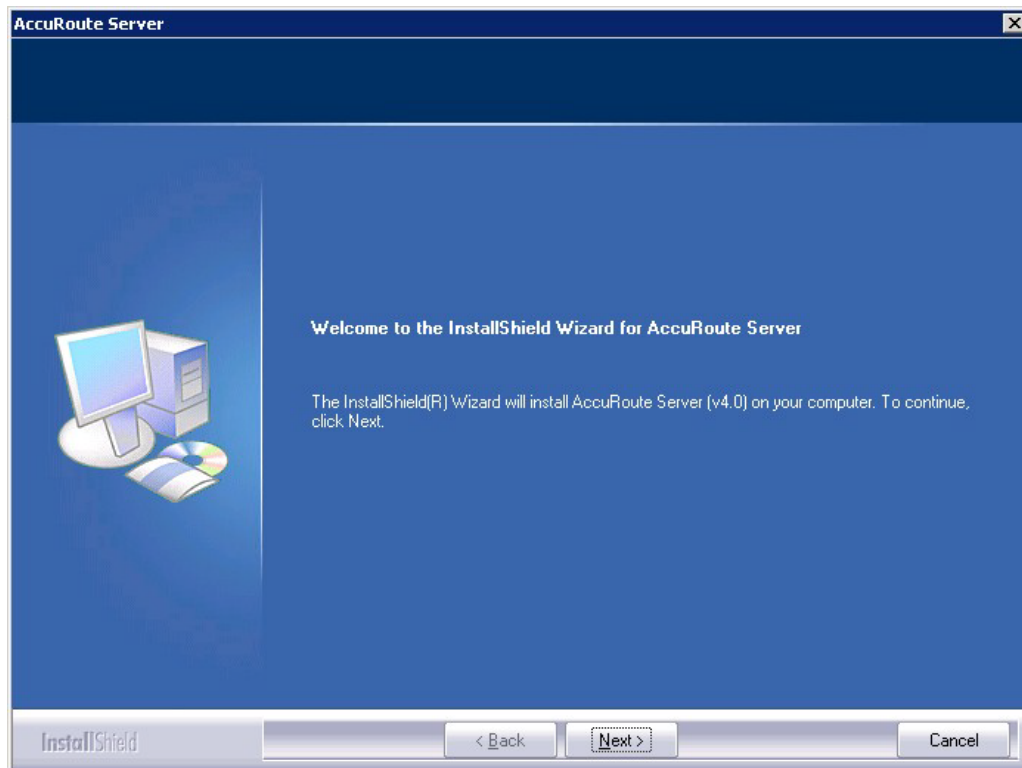 AccuRoute Server
Welcome to the InstallShield Wizard for AccuRoute Server
The InstallShield(R) Wizard will install AccuRoute Server (v4.0) on your computer. To continue,
click Next.
InstallShield
< Back
Next >
Cancel